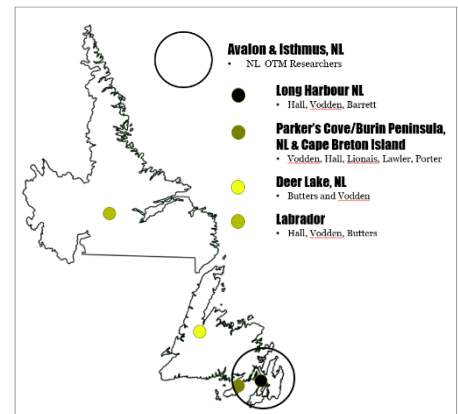 Avalon & Isthmus, NL
• NL OTM Researchers
Long Harbour NL
• Hall, Vodden, Barrett
Parker's Cove/Burin Peninsula,
NL & Cape Breton Island
• Vodden, Hall, Lionais, Lawler, Porter
Deer Lake, NL
• Butters and Vodden
Labrador
• Hall, Vodden, Butters